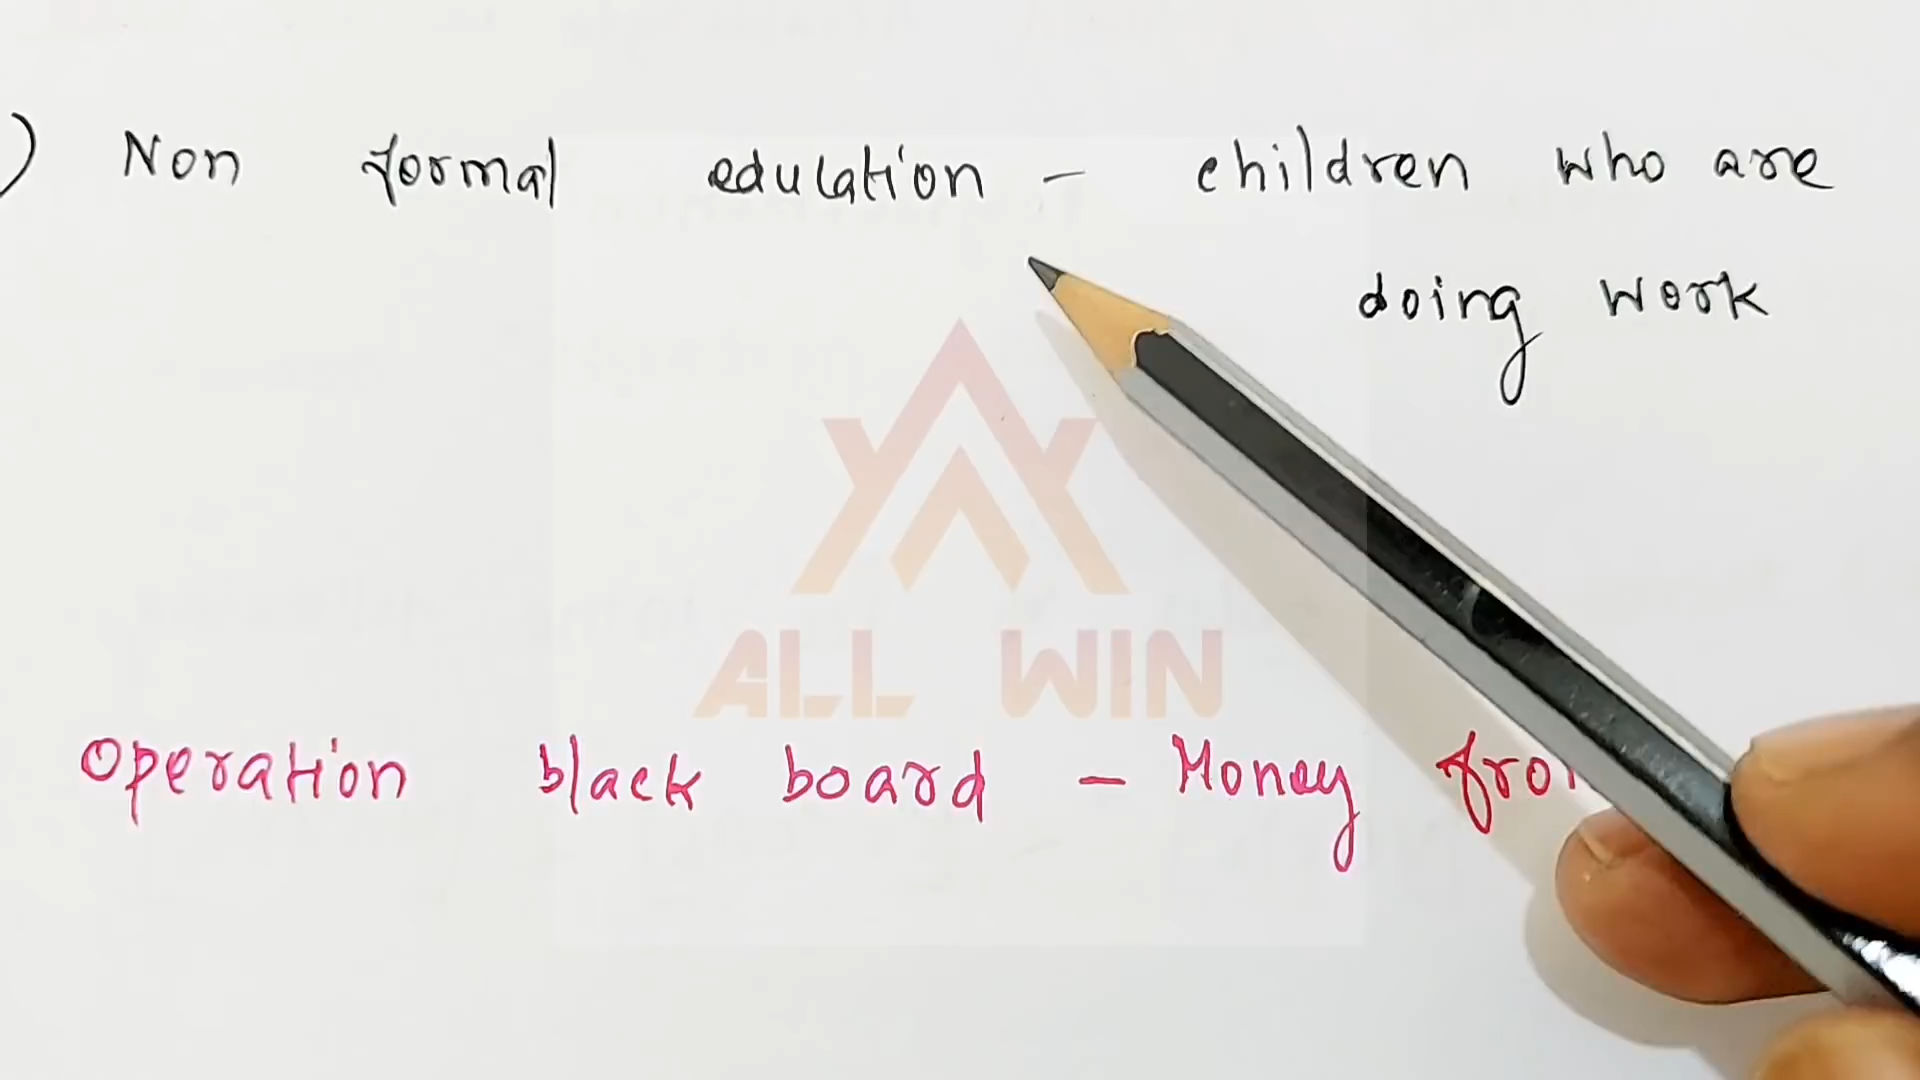 ) Non formal education - children who are
doing work
ALL WIN
operation black board - Money